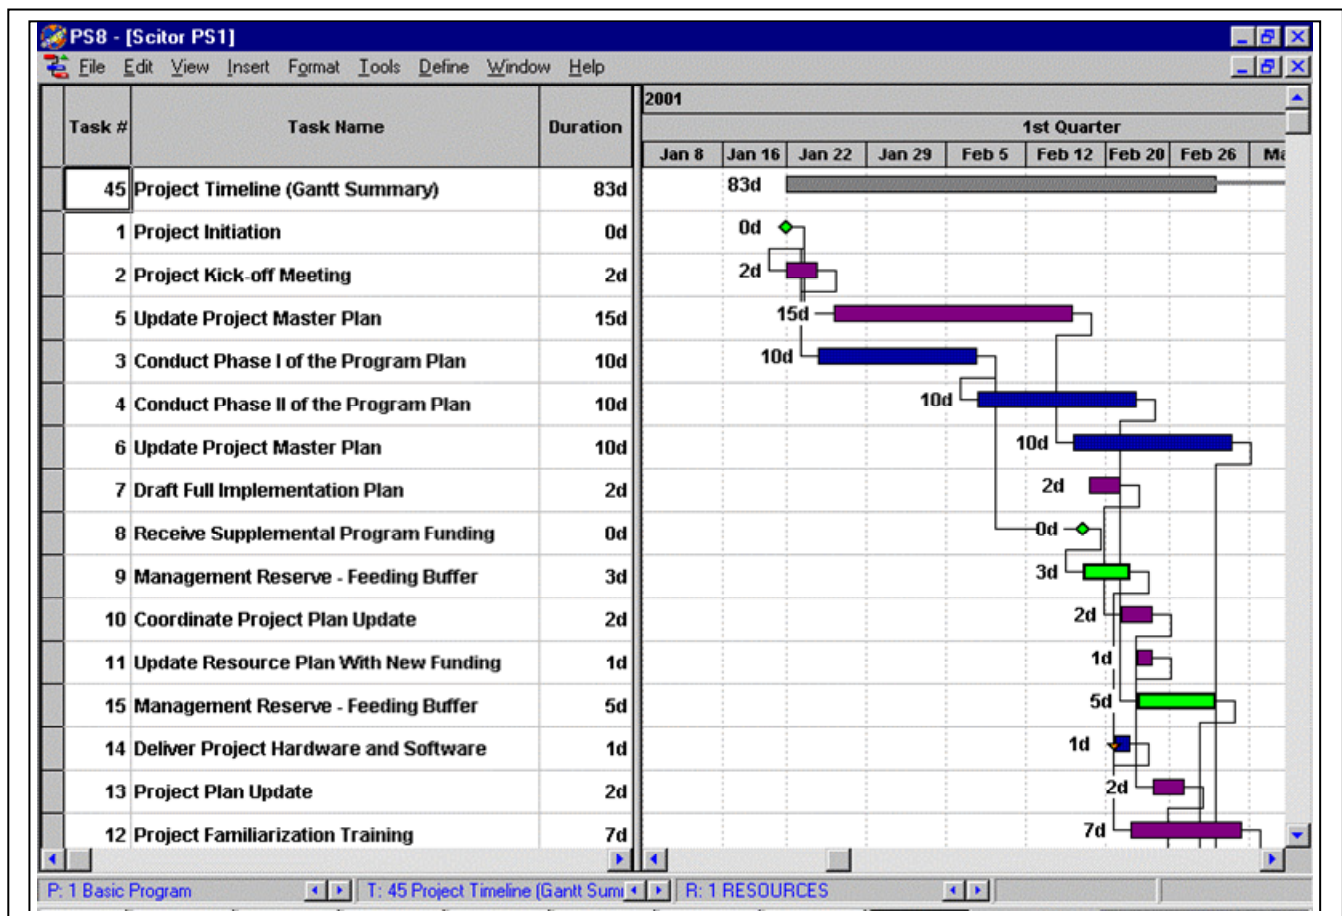 PS8 - [Scitor PS1]
File Edit View Insert Format Tools Define Window Help
2001
Task # Task Name Duration 1st Quarter
Jan 8 Jan 16 Jan 22 Jan 29 Feb 5 Feb 12 Feb 20 Feb 26 Ma
45 Project Timeline (Gantt Summary) 83d 83d
1 Project Initiation 0d 0d
2 Project Kick-off Meeting 2d 2d
5 Update Project Master Plan 15d 15d
3 Conduct Phase I of the Program Plan 10d 10d
4 Conduct Phase II of the Program Plan 10d 10d
6 Update Project Master Plan 10d 10d
7 Draft Full Implementation Plan 2d 2d
8 Receive Supplemental Program Funding 0d 0d
9 Management Reserve - Feeding Buffer 3d 3d
10 Coordinate Project Plan Update 2d 2d
11 Update Resource Plan With New Funding 1d 1d
15 Management Reserve - Feeding Buffer 5d 5d
14 Deliver Project Hardware and Software 1d 1d
13 Project Plan Update 2d 2d
12 Project Familiarization Training 7d 7d
P: 1 Basic Program T: 45 Project Timeline (Gantt Sum R: 1 RESOURCES